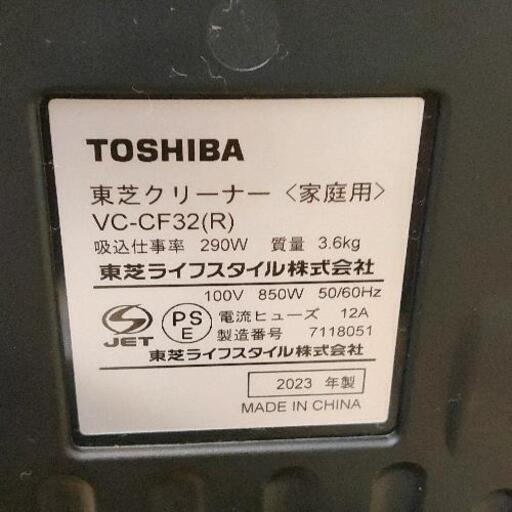 TOSHIBA
東芝クリーナー〈家庭用〉
VC-CF32(R)
吸込仕事率 290W 質量 3.6kg
東芝ライフスタイル株式会社
100V 850W 50/60Hz
電流ヒューズ 12A
製造番号 7118051
S JET PS E
東芝ライフスタイル株式会社
2023 年製
MADE IN CHINA